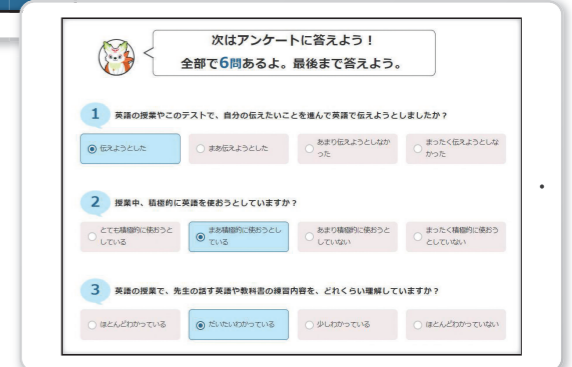 次はアンケートに答えよう！
全部で6問あるよ。最後まで答えよう。
1 英語の授業やこのテストで、自分の伝えたいことを進んで英語で伝えようとしましたか？
伝えようとした
まあ伝えようとした
あまり伝えようとしなか
った
まったく伝えようとしな
かった
2 授業中、積極的に英語を使おうとしていますか？
とても積極的に使おうと
している
まあ積極的に使おうとし
ている
あまり積極的に使おうと
していない
まったく積極的に使おう
としていない
3 英語の授業で、先生の話す英語や教科書の練習内容を、どれくらい理解していますか？
ほとんどわかっている
だいたいわかっている
少しわかっている
ほとんどわかっていない